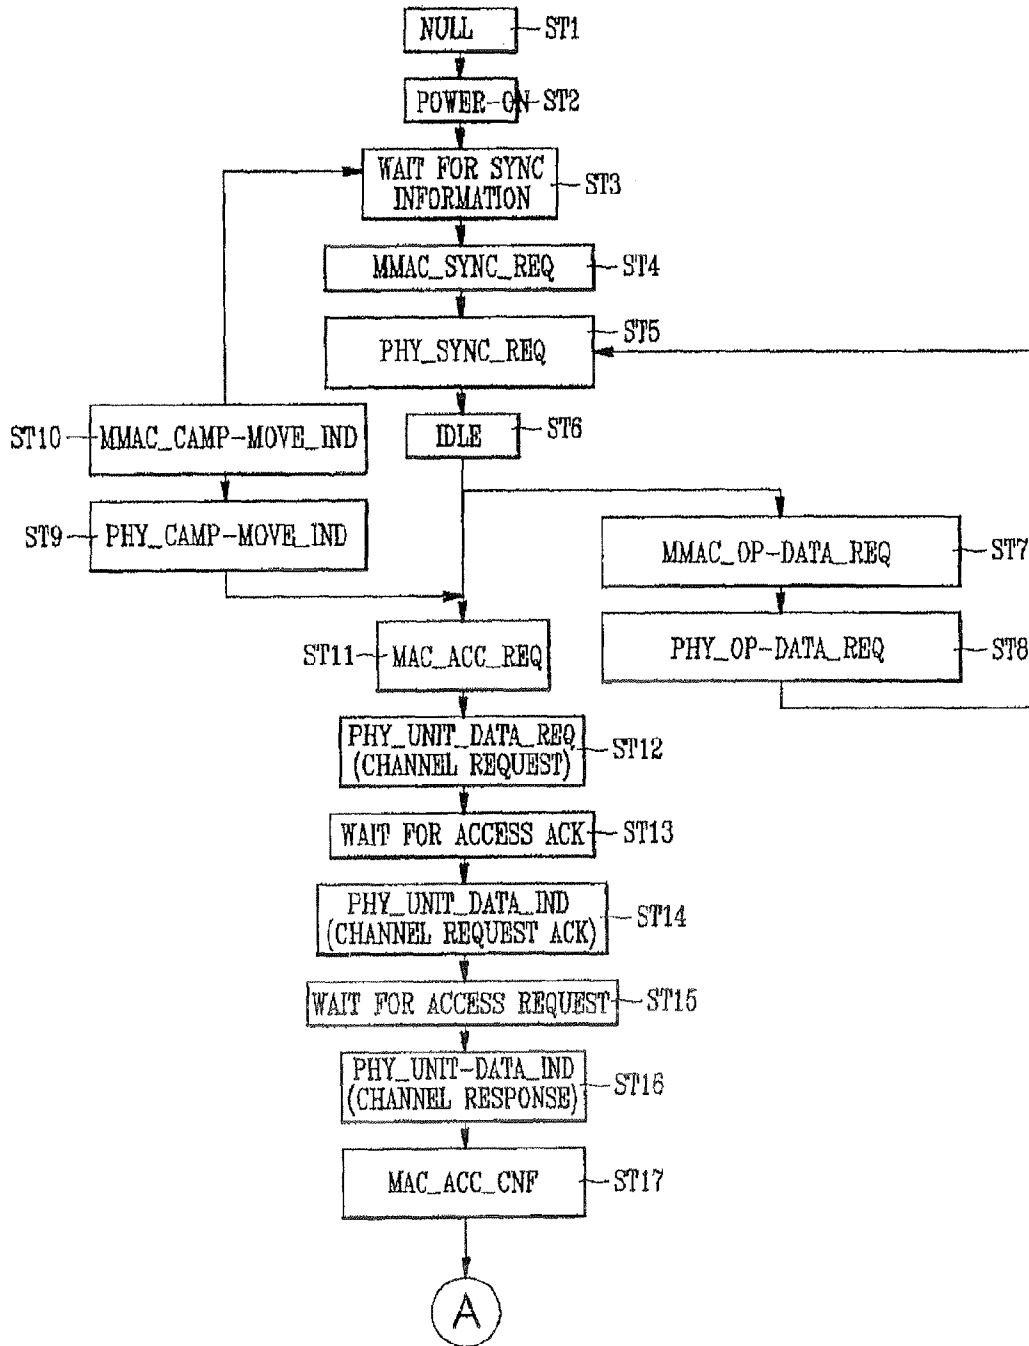 NULL
ST1
POWER-ON
ST2
WAIT FOR SYNC
INFORMATION
ST3
MMAC_SYNC_REQ
ST4
PHY_SYNC_REQ
ST5
IDLE
ST6
ST10
MMAC_CAMP-MOVE_IND
ST9
PHY_CAMP-MOVE_IND
MMAC_OP-DATA_REQ
ST7
PHY_OP-DATA_REQ
ST8
ST11
MAC_ACC_REQ
PHY_UNIT_DATA_REQ
(CHANNEL REQUEST)
ST12
WAIT FOR ACCESS ACK
ST13
PHY_UNIT_DATA_IND
(CHANNEL REQUEST ACK)
ST14
WAIT FOR ACCESS REQUEST
ST15
PHY_UNIT-DATA_IND
(CHANNEL RESPONSE)
ST16
MAC_ACC_CNF
ST17
A